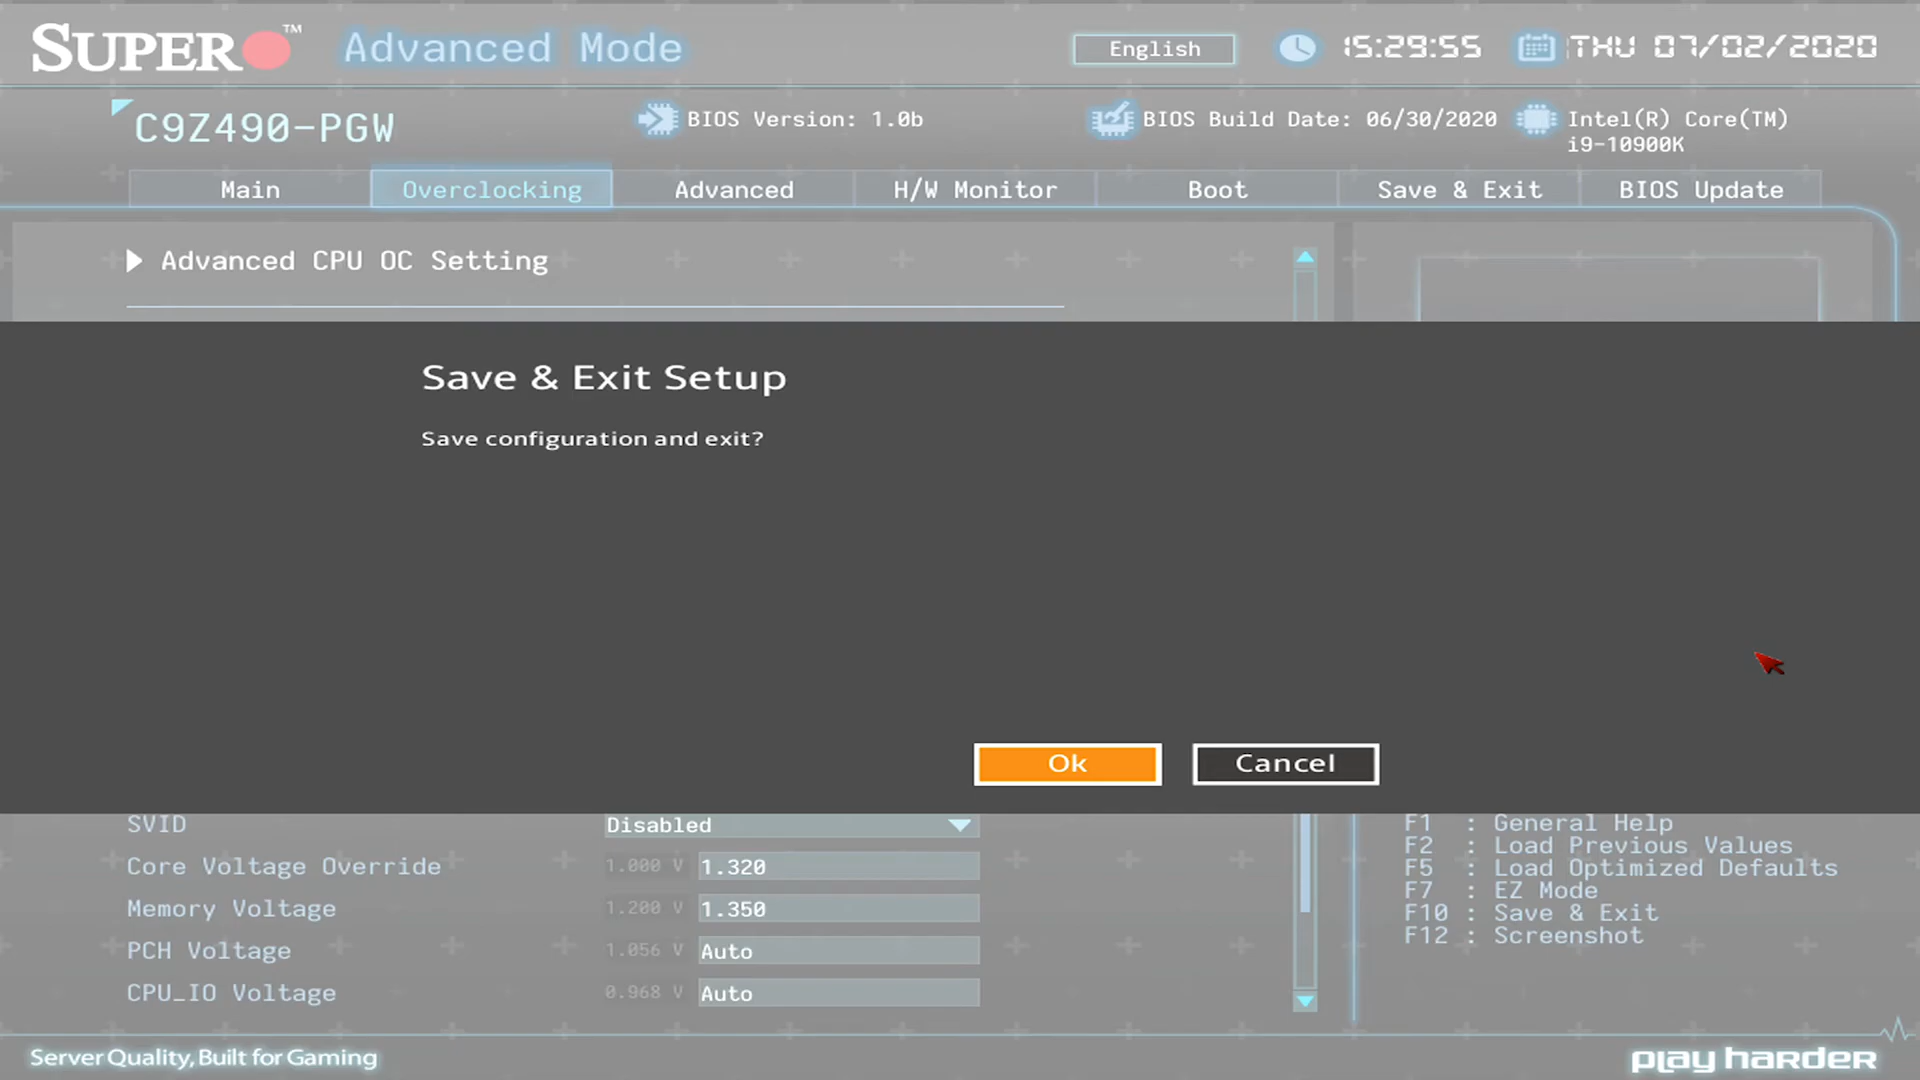 SUPER™ Advanced Mode English 15:29:55 THU 07/02/2020
C9Z490-PGW BIOS Version: 1.0b BIOS Build Date: 06/30/2020 Intel(R) Core(TM)
i9-10900K
Main Overclocking Advanced H/W Monitor Boot Save & Exit BIOS Update
Advanced CPU OC Setting
Save & Exit Setup
Save configuration and exit?
Ok Cancel
SVID Disabled
Core Voltage Override 1.000 V 1.320
Memory Voltage 1.200 V 1.350
PCH Voltage 1.056 V Auto
CPU_IO Voltage 0.968 V Auto
F1 : General Help
F2 : Load Previous Values
F5 : Load Optimized Defaults
F7 : EZ Mode
F10 : Save & Exit
F12 : Screenshot
Server Quality, Built for Gaming
play harder